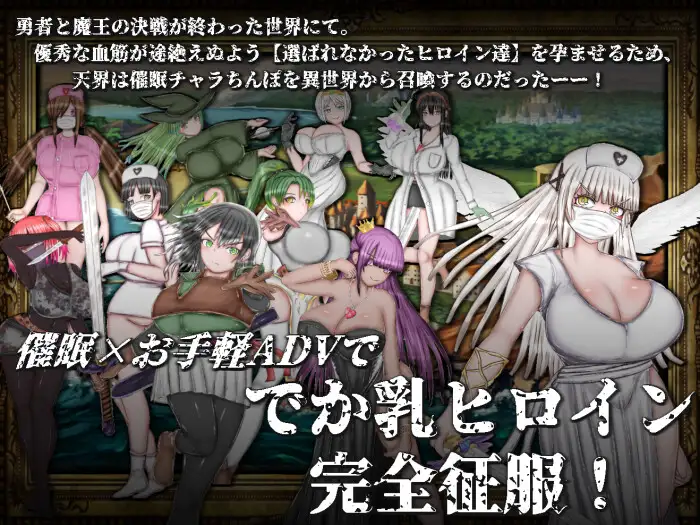 勇者と魔王の決戦が終わった世界にて。
優秀な血筋が途絶えぬよう【選ばれなかったヒロイン達】を孕ませるため、
天界は催眠チャラちんぽを異世界から召喚するのだったーー！
催眠×お手軽ADVで
でか乳ヒロイン
完全征服！